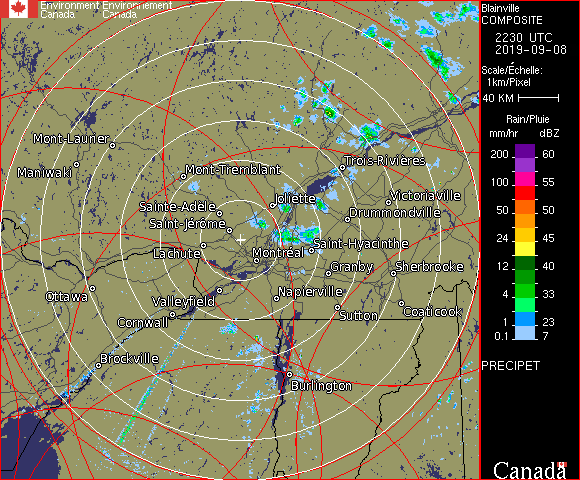 Environment Environnement
Canada Canada
Blainville
COMPOSITE
2230 UTC
2019-09-08
Scale/Échelle:
1km/Pixel
40 KM
Rain/Pluie
mm/hr dBZ
200 60
100 55
50 50
24 45
12 40
4 33
1 23
0.1 7
PRECIPET
Canada
Mont-Laurier
Maniwaki
Mont-Tremblant
Trois-Rivières
Joliette
Victoriaville
Sainte-Adele
Drummondville
Saint-Jérôme
Saint-Hyacinthe
Lachute
Montréal
Granby
Sherbrooke
Ottawa
Valleyfield
Napierville
Coaticook
Cornwall
Sutton
Brockville
Burlington